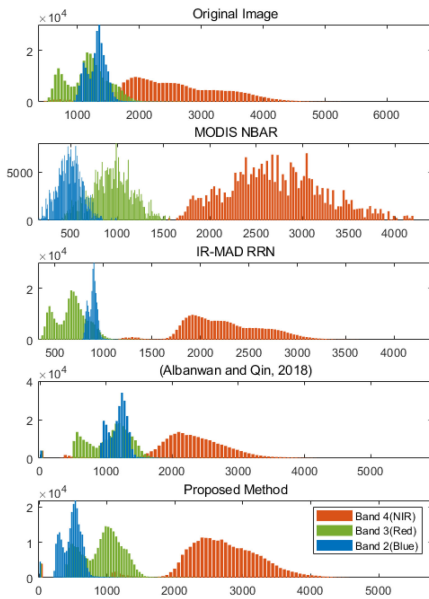 Original Image
× 10^4
2
0
1000 2000 3000 4000 5000 6000
MODIS NBAR
5000
0
500 1000 1500 2000 2500 3000 3500 4000
IR-MAD RRN
× 10^4
2
0
500 1000 1500 2000 2500 3000 3500 4000
(Albanwan and Qin, 2018)
× 10^4
4
2
0
0 1000 2000 3000 4000 5000
Proposed Method
× 10^4
2
1
0
0 1000 2000 3000 4000 5000
Band 4(NIR)
Band 3(Red)
Band 2(Blue)